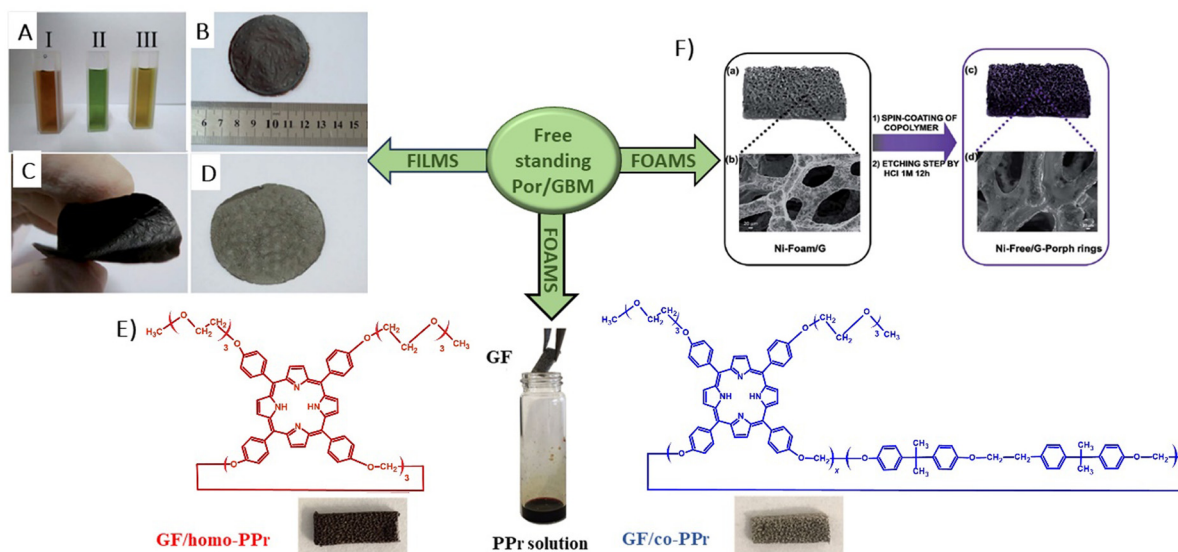 A
I II III
B
6 7 8 9 10 11 12 13 14 15
C
D
FILMS
Free
standing
Por/GBM
FOAMS
FOAMS
F)
(a)
(b)
Ni-Foam/G
1) SPIN-COATING OF
COPOLYMER
2) ETCHING STEP BY
HCl 1M 12h
(c)
(d)
Ni-Free/G-Porph rings
E)
H₃C
O
CH₂
CH₂
3
O
O
CH₂
CH₂
O
3
CH₃
N
NH
HN
N
O
O
CH₂
3
GF/homo-PPr
GF
PPr solution
H₃C
O
CH₂
CH₂
3
O
O
CH₂
CH₂
O
3
CH₃
N
NH
HN
N
O
O
CH₂
x
O
CH₃
CH₃
O
CH₃
CH₃
O
CH₂
GF/co-PPr